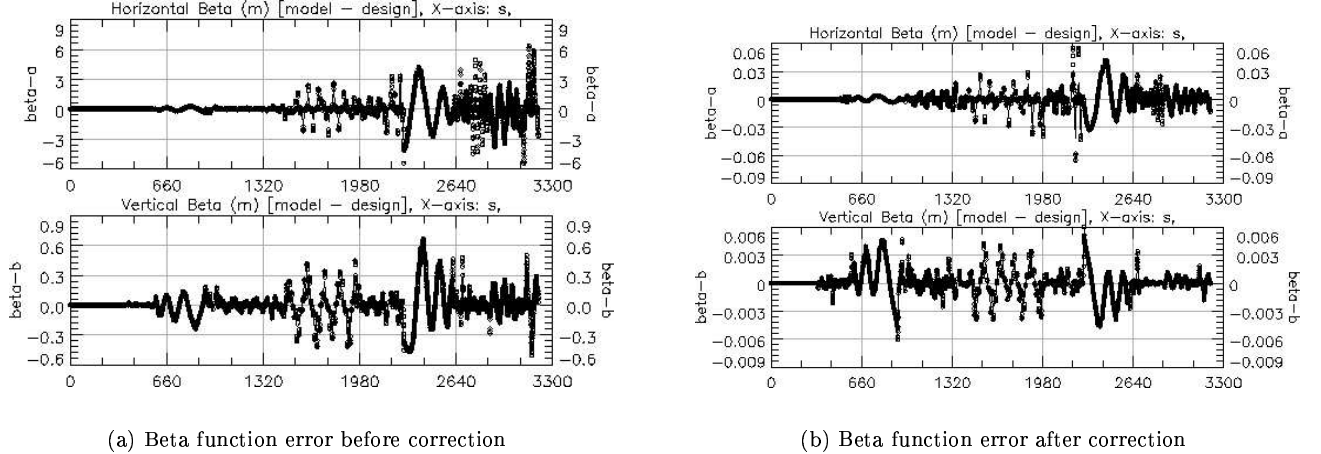 Horizontal Beta (m) [model − design], X−axis: s,
9
6
3
0
−3
−6
beta−a
9
6
3
0
−3
−6
beta−a
0 660 1320 1980 2640 3300
Vertical Beta (m) [model − design], X−axis: s,
0.9
0.6
0.3
0.0
−0.3
−0.6
beta−b
0.9
0.6
0.3
0.0
−0.3
−0.6
beta−b
0 660 1320 1980 2640 3300
(a) Beta function error before correction
Horizontal Beta (m) [model − design], X−axis: s,
0.06
0.03
0
−0.03
−0.06
−0.09
beta−a
0.06
0.03
0
−0.03
−0.06
−0.09
beta−a
0 660 1320 1980 2640 3300
Vertical Beta (m) [model − design], X−axis: s,
0.006
0.003
0
−0.003
−0.006
−0.009
beta−b
0.006
0.003
0
−0.003
−0.006
−0.009
beta−b
0 660 1320 1980 2640 3300
(b) Beta function error after correction